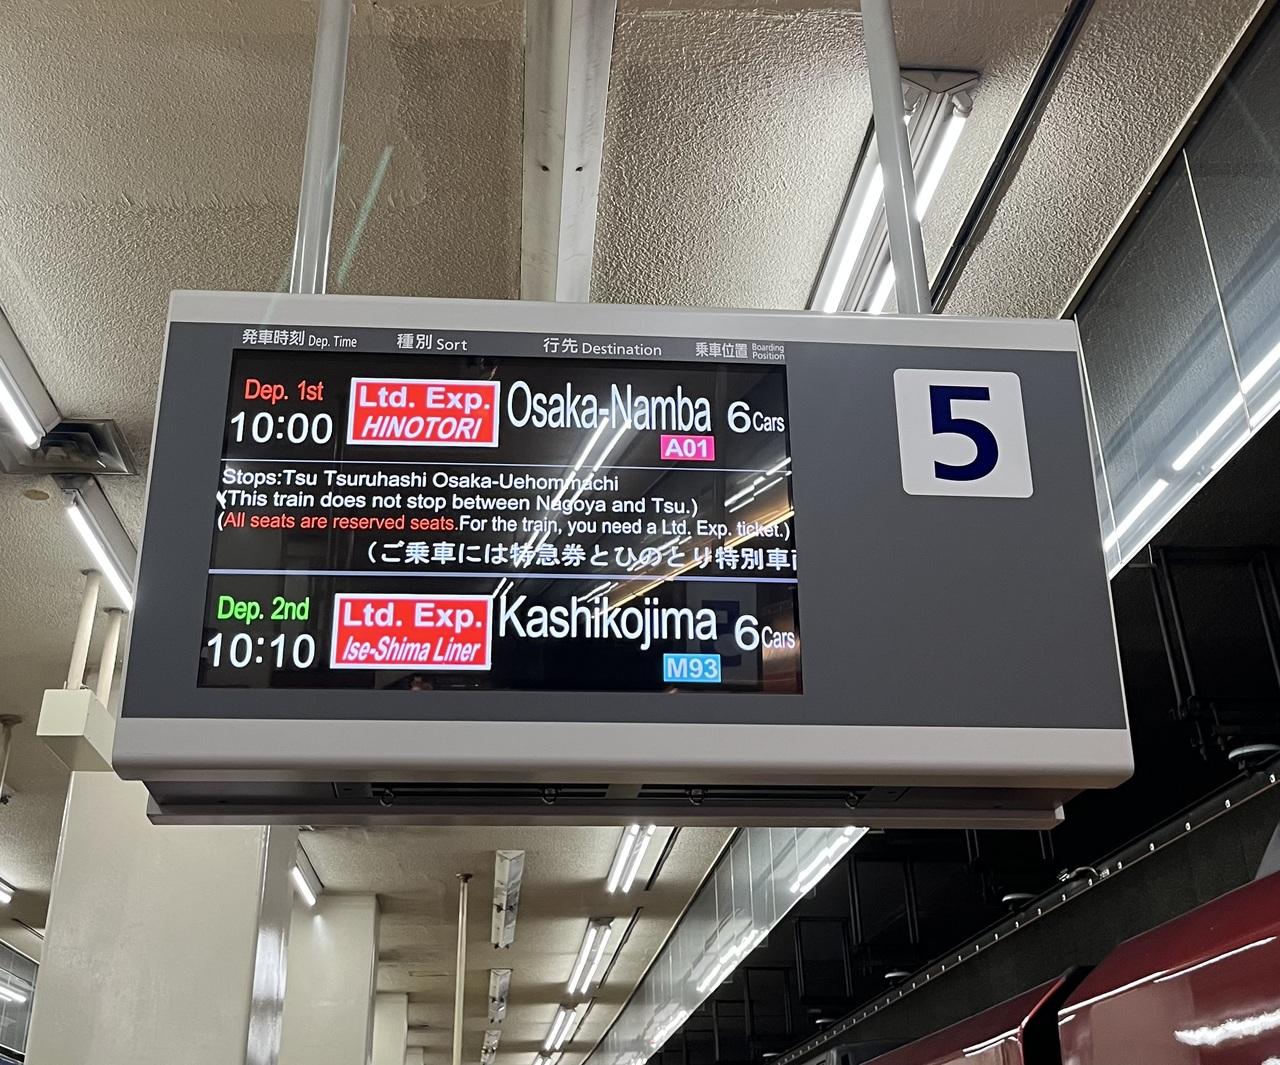 発車時刻 Dep. Time 種別 Sort 行先 Destination 乗車位置 Boarding Position
5
Dep. 1st
10:00
Ltd. Exp.
HINOTORI
Osaka-Namba
A01
6Cars
Stops:Tsu Tsuruhashi Osaka-Uehommachi
(This train does not stop between Nagoya and Tsu.)
(All seats are reserved seats.For the train, you need a Ltd. Exp. ticket.)
(ご乗車には特急券とひのとり特別車
Dep. 2nd
10:10
Ltd. Exp.
Ise-Shima Liner
Kashikojima
M93
6Cars